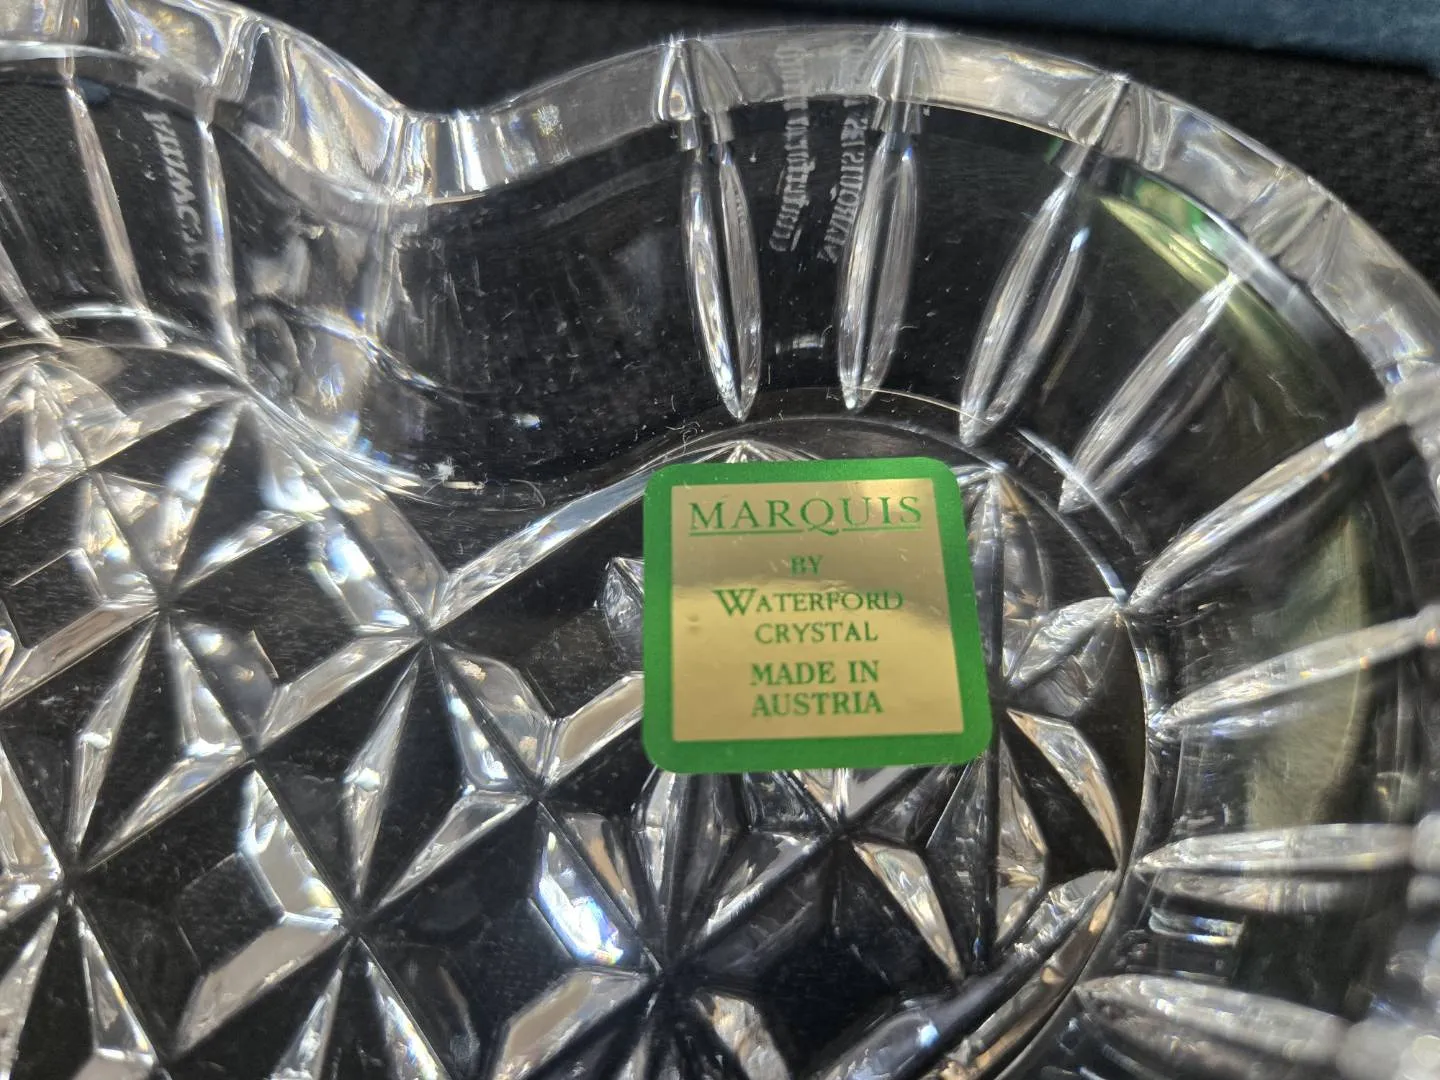 MARQUIS
BY
WATERFORD
CRYSTAL
MADE IN
AUSTRIA